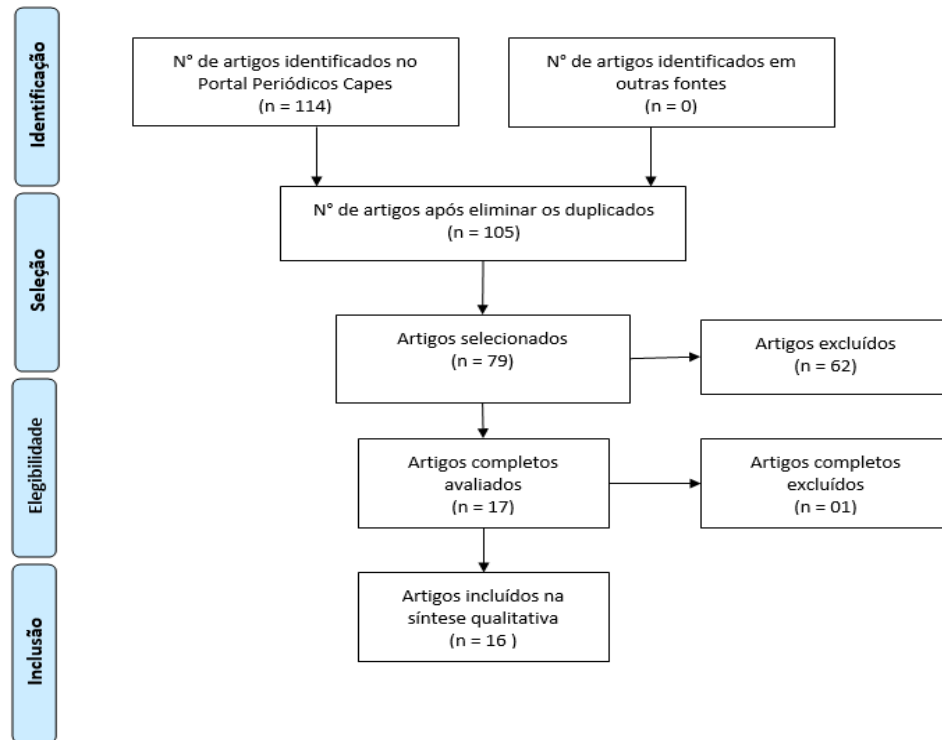 Identificação
N° de artigos identificados no
Portal Periódicos Capes
(n = 114)
N° de artigos identificados em
outras fontes
(n = 0)
Seleção
N° de artigos após eliminar os duplicados
(n = 105)
Artigos selecionados
(n = 79)
Artigos excluídos
(n = 62)
Elegibilidade
Artigos completos
avaliados
(n = 17)
Artigos completos
excluídos
(n = 01)
Inclusão
Artigos incluídos na
síntese qualitativa
(n = 16 )